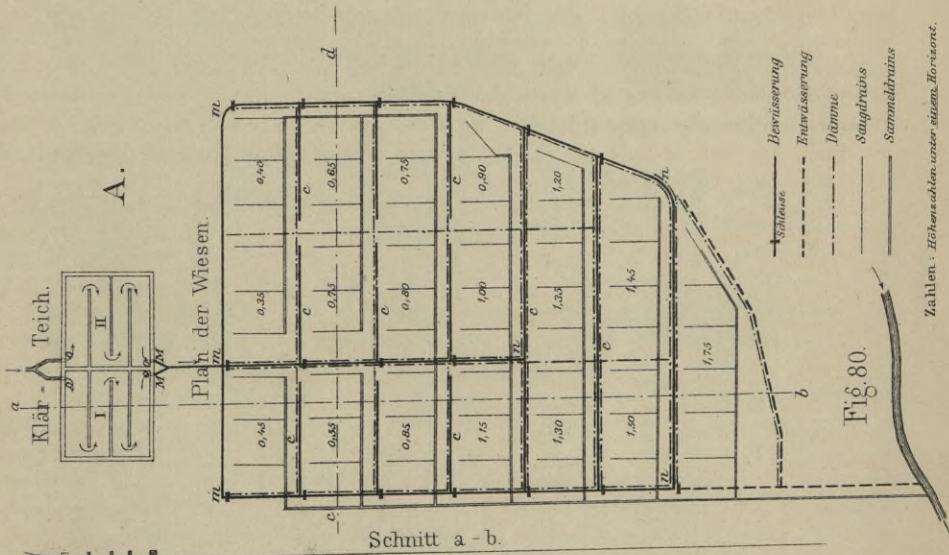 A.
Klär - Teich.
a
I
II
D
D
O
M
M
Plan der Wiesen.
m
m
m
0,45
0,35
0,40
c
c
c
0,55
0,75
0,65
c
d
c
0,85
0,80
0,75
c
c
1,15
1,00
0,90
n
c
1,30
1,35
1,20
c
1,50
1,45
n
n
1,75
b
Schleuse
Bewässerung
Entwässerung
Dämme
Saugdrains
Sammeldrains
Fig. 80.
Zahlen: Höhenzahlen unter einem Horizont.
Schnitt a - b.